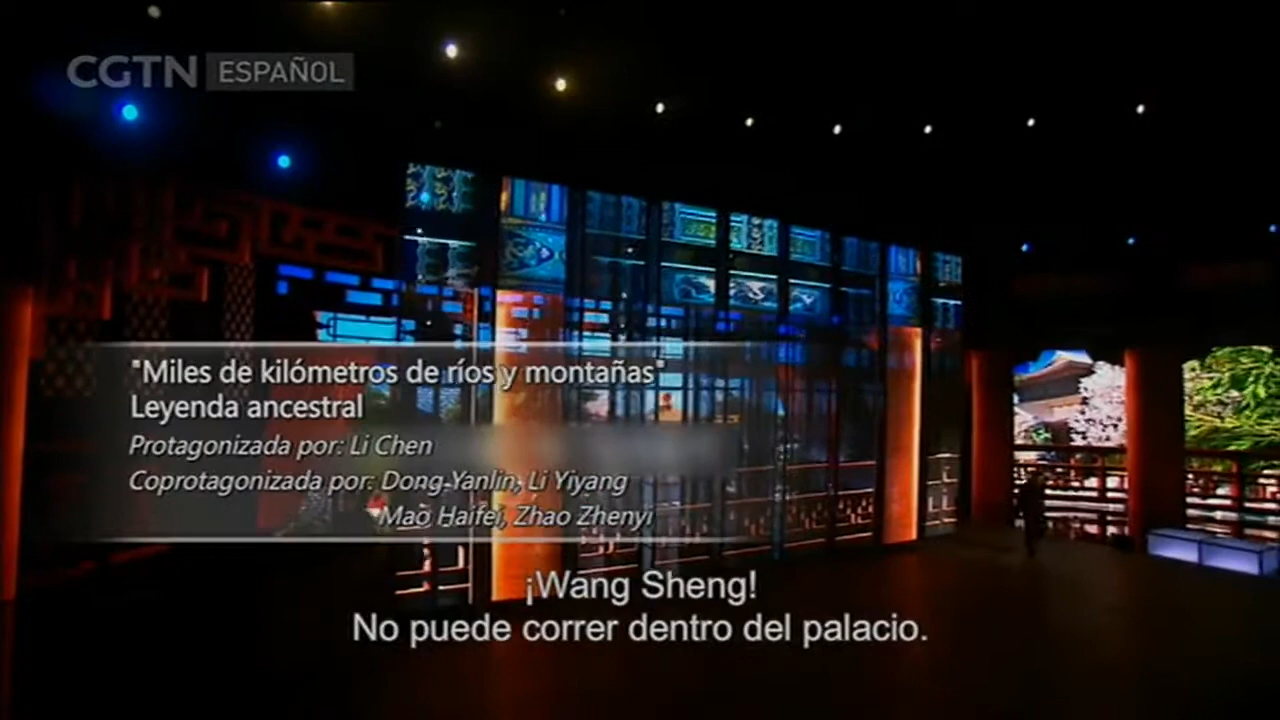 CGTN ESPAÑOL
"Miles de kilómetros de ríos y montañas"
Leyenda ancestral
Protagonizada por: Li Chen
Coprotagonizada por: Dong Yanlin, Li Yiyang
Mao Haifei, Zhao Zhenyi
¡Wang Sheng!
No puede correr dentro del palacio.